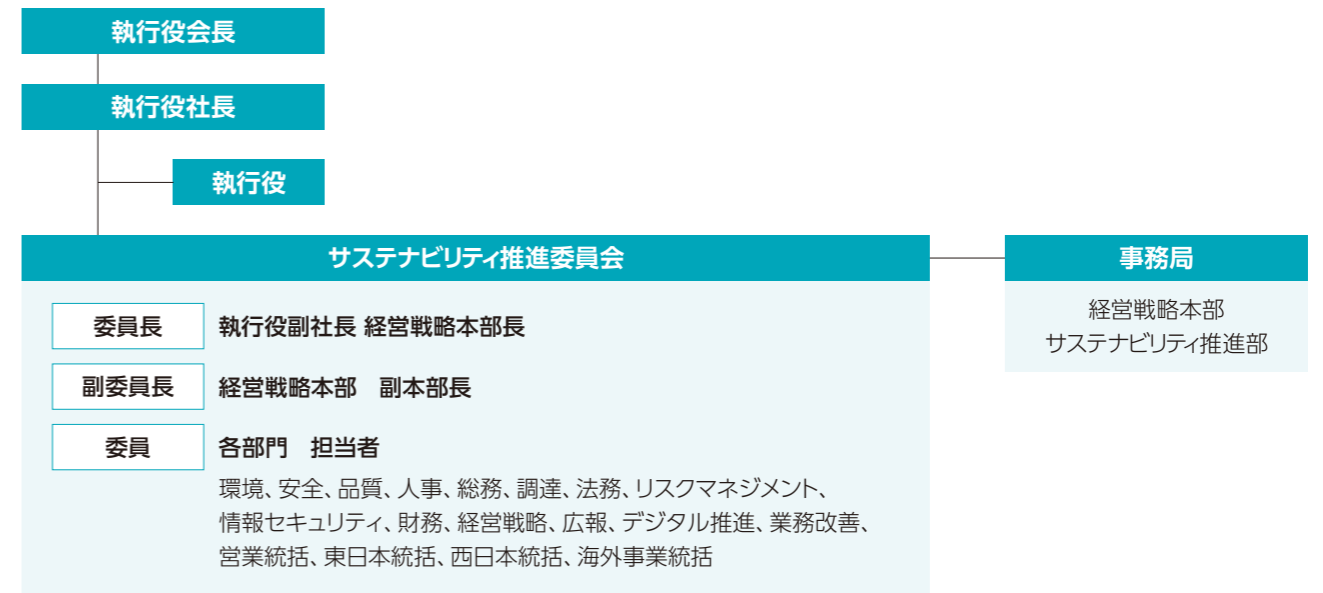 執行役会長
執行役社長
執行役
サステナビリティ推進委員会
委員長 執行役副社長 経営戦略本部長
副委員長 経営戦略本部　副本部長
委員 各部門　担当者
環境、安全、品質、人事、総務、調達、法務、リスクマネジメント、
情報セキュリティ、財務、経営戦略、広報、デジタル推進、業務改善、
営業統括、東日本統括、西日本統括、海外事業統括
事務局
経営戦略本部
サステナビリティ推進部